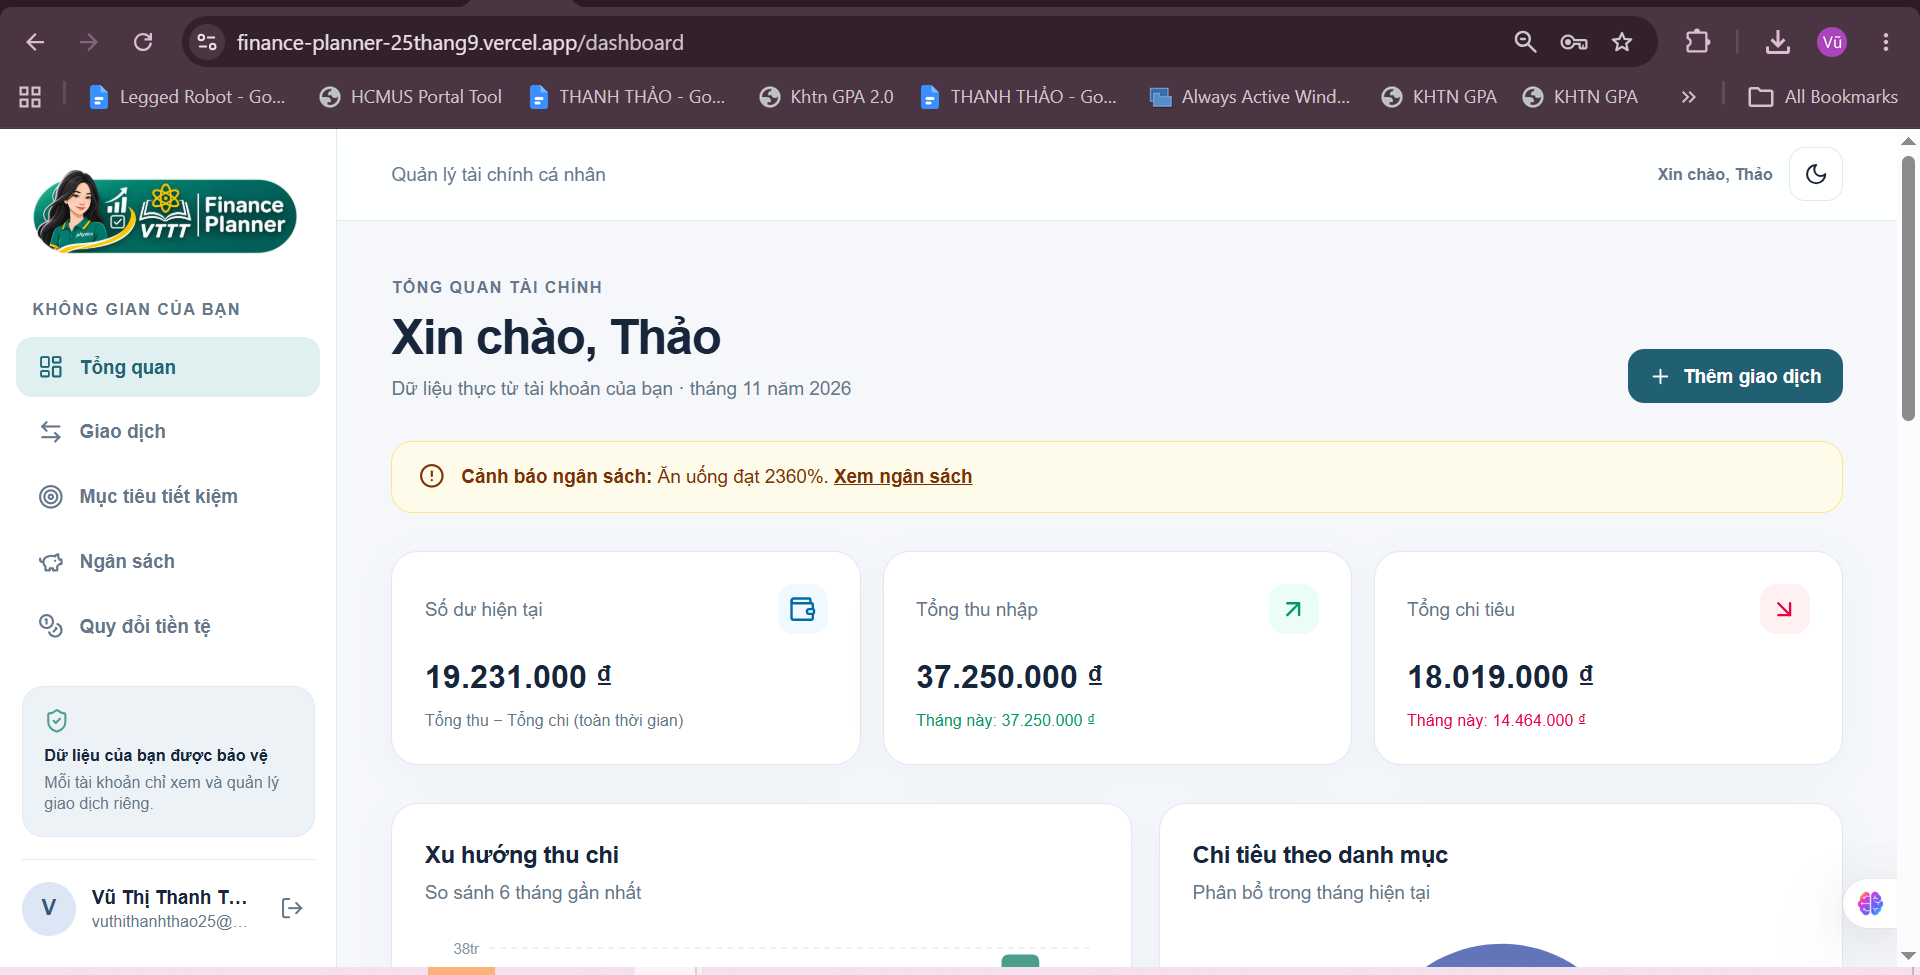 finance-planner-25thang9.vercel.app/dashboard
Vũ
Legged Robot - Go...
HCMUS Portal Tool
THANH THẢO - Go...
Khtn GPA 2.0
THANH THẢO - Go...
Always Active Wind...
KHTN GPA
KHTN GPA
All Bookmarks
VTTT
Finance
Planner
KHÔNG GIAN CỦA BẠN
Tổng quan
Giao dịch
Mục tiêu tiết kiệm
Ngân sách
Quy đổi tiền tệ
Dữ liệu của bạn được bảo vệ
Mỗi tài khoản chỉ xem và quản lý
giao dịch riêng.
V
Vũ Thị Thanh T...
vuthithanhthao25@...
Quản lý tài chính cá nhân
Xin chào, Thảo
TỔNG QUAN TÀI CHÍNH
Xin chào, Thảo
Dữ liệu thực từ tài khoản của bạn · tháng 11 năm 2026
Thêm giao dịch
Cảnh báo ngân sách: Ăn uống đạt 2360%. Xem ngân sách
Số dư hiện tại
19.231.000 ₫
Tổng thu – Tổng chi (toàn thời gian)
Tổng thu nhập
37.250.000 ₫
Tháng này: 37.250.000 ₫
Tổng chi tiêu
18.019.000 ₫
Tháng này: 14.464.000 ₫
Xu hướng thu chi
So sánh 6 tháng gần nhất
38tr
Chi tiêu theo danh mục
Phân bổ trong tháng hiện tại